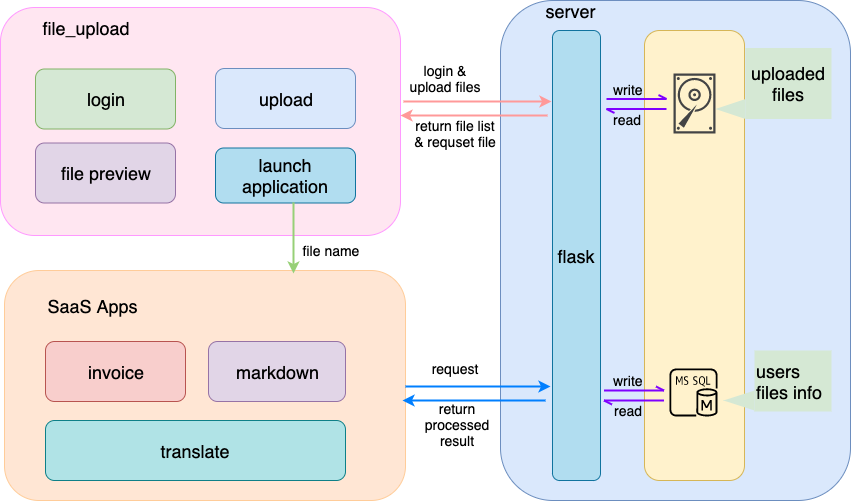 file_upload
login
upload
file preview
launch
application
file name
SaaS Apps
invoice
markdown
translate
login &
upload files
return file list
& requset file
request
return
processed
result
server
flask
write
read
uploaded
files
write
read
MS SQL
M
users
files info